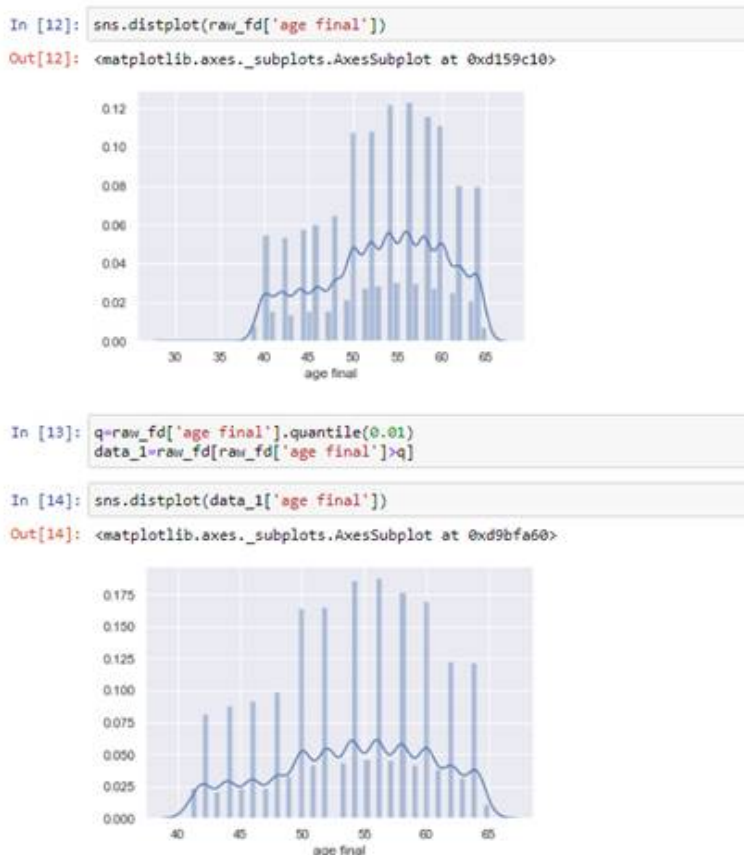 In [12]: sns.distplot(raw_fd['age final'])
Out[12]: <matplotlib.axes._subplots.AxesSubplot at 0xd159c10>
0.12
0.10
0.08
0.06
0.04
0.02
0.00
30 35 40 45 50 55 60 65
age final
In [13]: q=raw_fd['age final'].quantile(0.01)
data_1=raw_fd[raw_fd['age final']>q]
In [14]: sns.distplot(data_1['age final'])
Out[14]: <matplotlib.axes._subplots.AxesSubplot at 0xd9bfa60>
0.175
0.150
0.125
0.100
0.075
0.050
0.025
0.000
40 45 50 55 60 65
age final